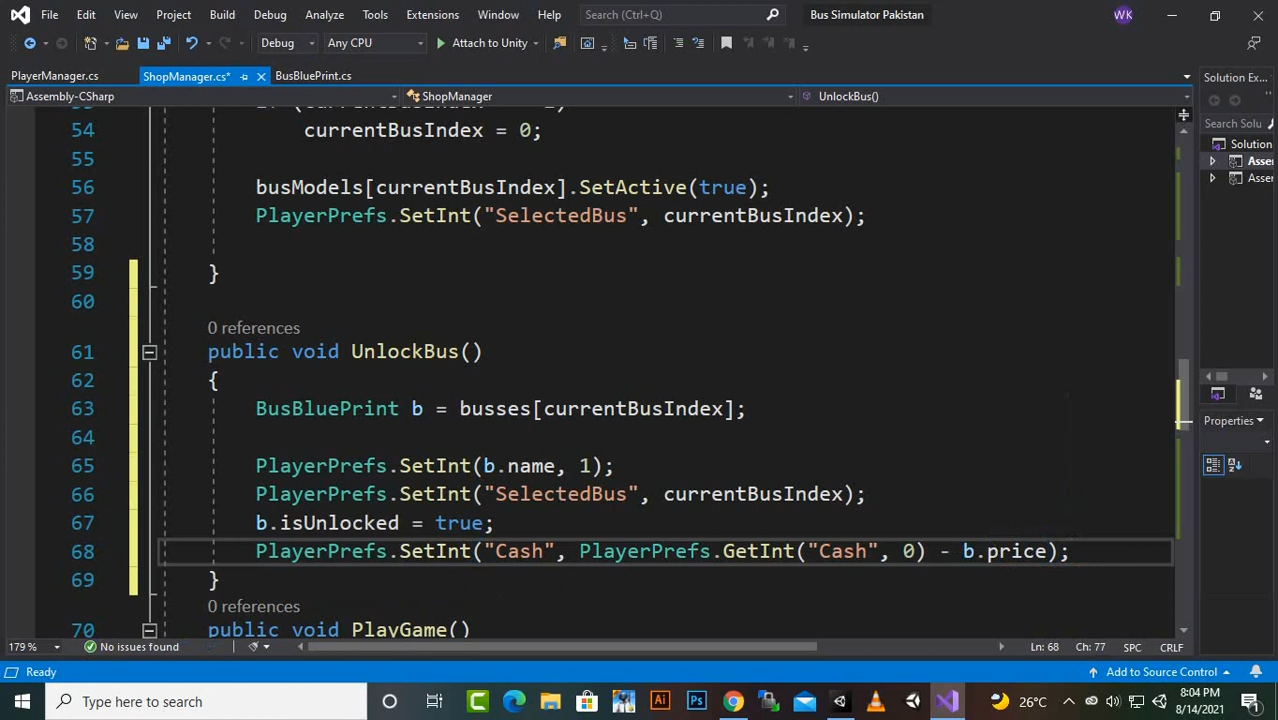 File Edit View Project Build Debug Analyze Tools Extensions Window Help Search (Ctrl+Q) Bus Simulator Pakistan WK
Debug Any CPU Attach to Unity
PlayerManager.cs ShopManager.cs* BusBluePrint.cs Solution Ex...
Assembly-CSharp ShopManager UnlockBus()
54 currentBusIndex = 0;
55
56 busModels[currentBusIndex].SetActive(true);
57 PlayerPrefs.SetInt("SelectedBus", currentBusIndex);
58
59 }
60
0 references
61 public void UnlockBus()
62 {
63 BusBluePrint b = busses[currentBusIndex];
64
65 PlayerPrefs.SetInt(b.name, 1);
66 PlayerPrefs.SetInt("SelectedBus", currentBusIndex);
67 b.isUnlocked = true;
68 PlayerPrefs.SetInt("Cash", PlayerPrefs.GetInt("Cash", 0) - b.price);
69 }
0 references
70 public void PlayGame()
Search Solu
Solution
Asse
Asser
Properties
179 % No issues found Ln: 68 Ch: 77 SPC CRLF
Ready Add to Source Control
Type here to search 26°C 8:04 PM
8/14/2021